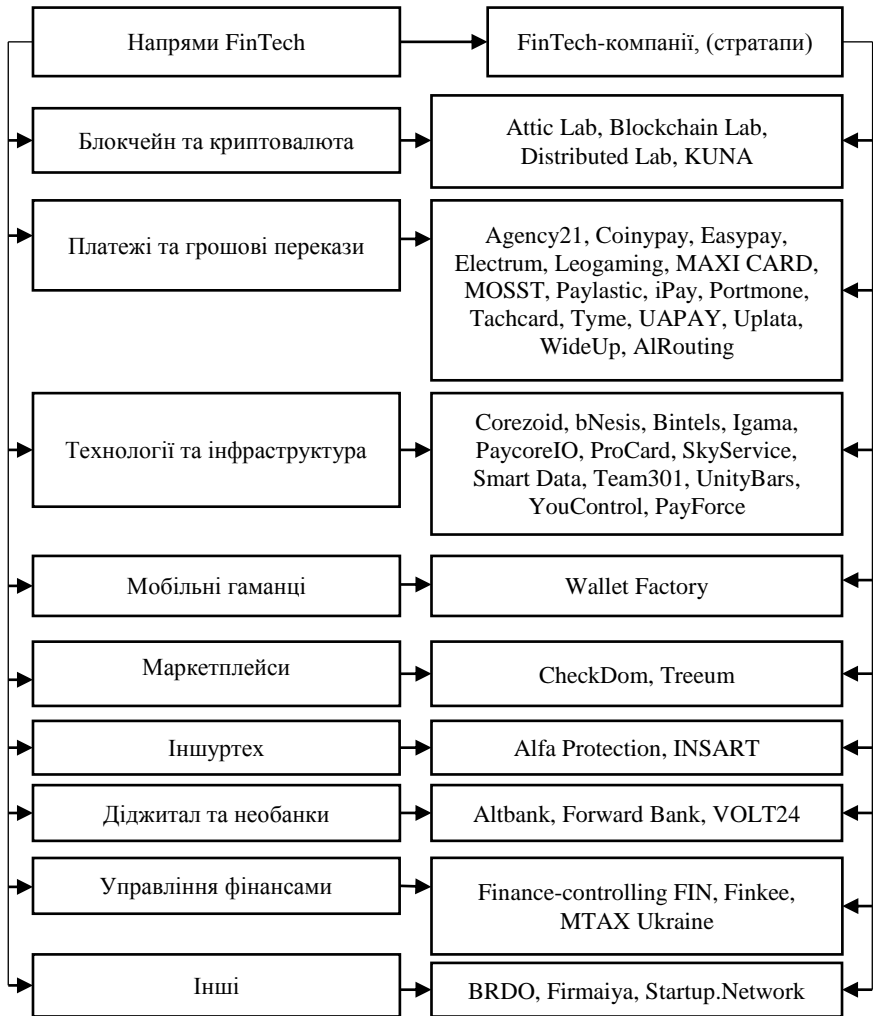 Напрями FinTech
FinTech-компанії, (стратапи)
Блокчейн та криптовалюта
Attic Lab, Blockchain Lab,
Distributed Lab, KUNA
Платежі та грошові перекази
Agency21, Coinypay, Easypay,
Electrum, Leogaming, MAXI CARD,
MOSST, Paylastic, iPay, Portmone,
Tachcard, Tyme, UAPAY, Uplata,
WideUp, AlRouting
Технології та інфраструктура
Corezoid, bNesis, Bintels, Igama,
PaycoreIO, ProCard, SkyService,
Smart Data, Team301, UnityBars,
YouControl, PayForce
Мобільні гаманці
Wallet Factory
Маркетплейси
CheckDom, Treeum
Іншуртех
Alfa Protection, INSART
Діджитал та необанки
Altbank, Forward Bank, VOLT24
Управління фінансами
Finance-controlling FIN, Finkee,
MTAX Ukraine
Інші
BRDO, Firmaiya, Startup.Network